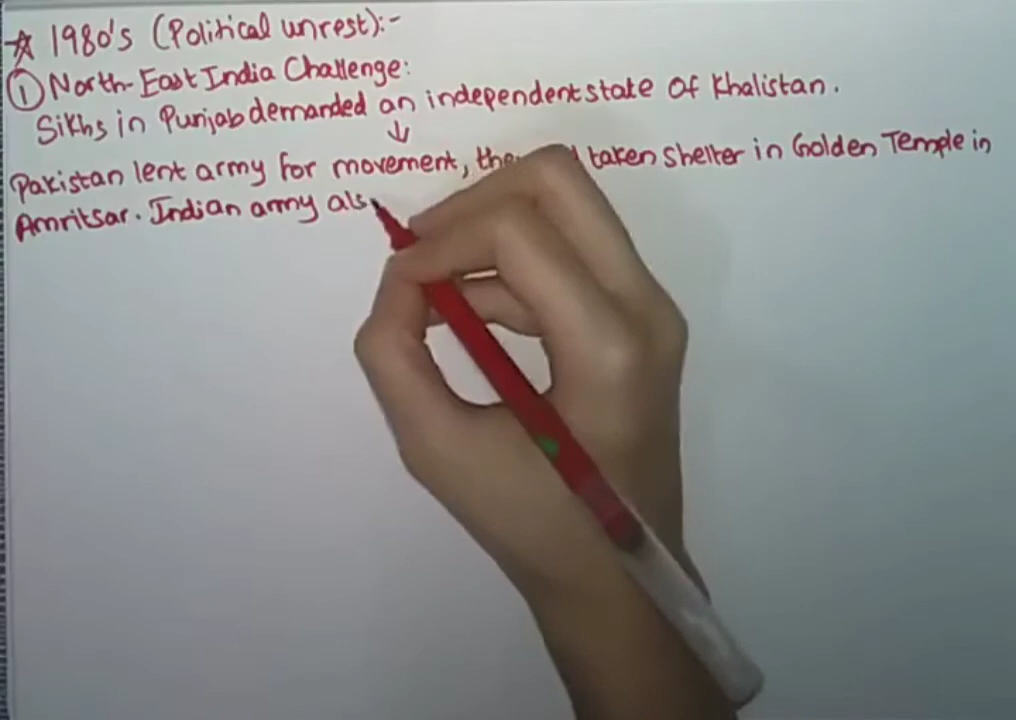 ☆ 1980's (Political unrest):-
① North-East India Challenge:
Sikhs in Punjab demanded an independent state of Khalistan.
↓
Pakistan lent army for movement, taken shelter in Golden Temple in
Amritsar. Indian army als